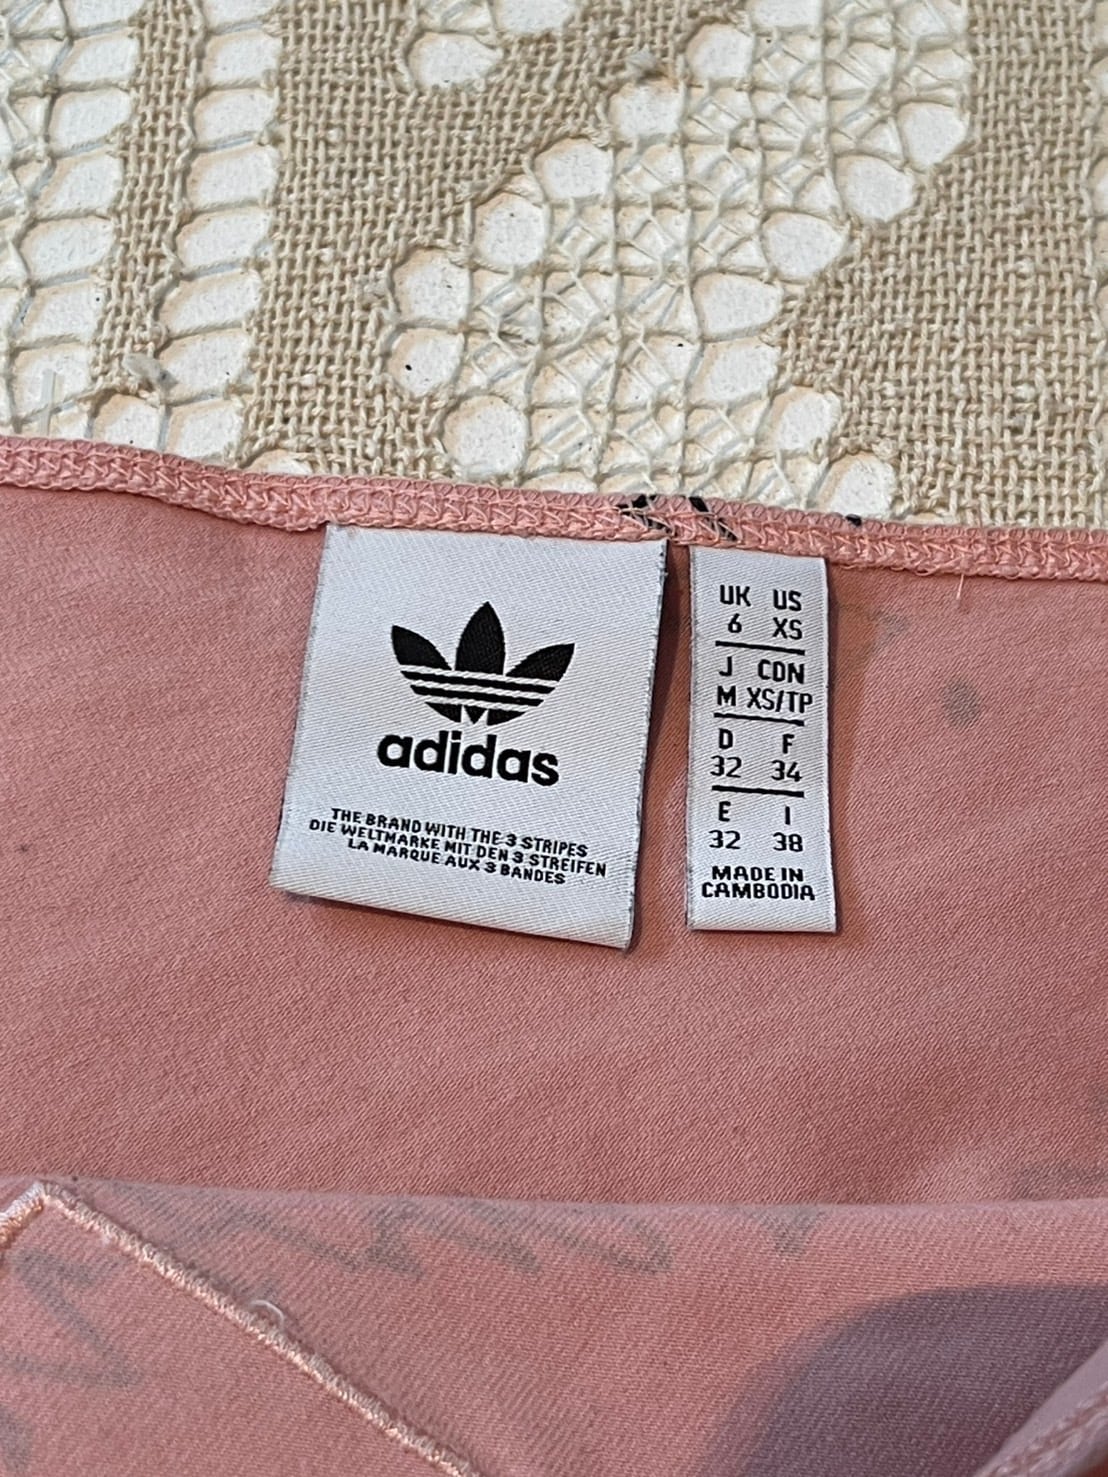 adidas
THE BRAND WITH THE 3 STRIPES
DIE WELTMARKE MIT DEN 3 STREIFEN
LA MARQUE AUX 3 BANDES
UK US
6 XS
J CDN
M XS/TP
D F
32 34
E I
32 38
MADE IN
CAMBODIA